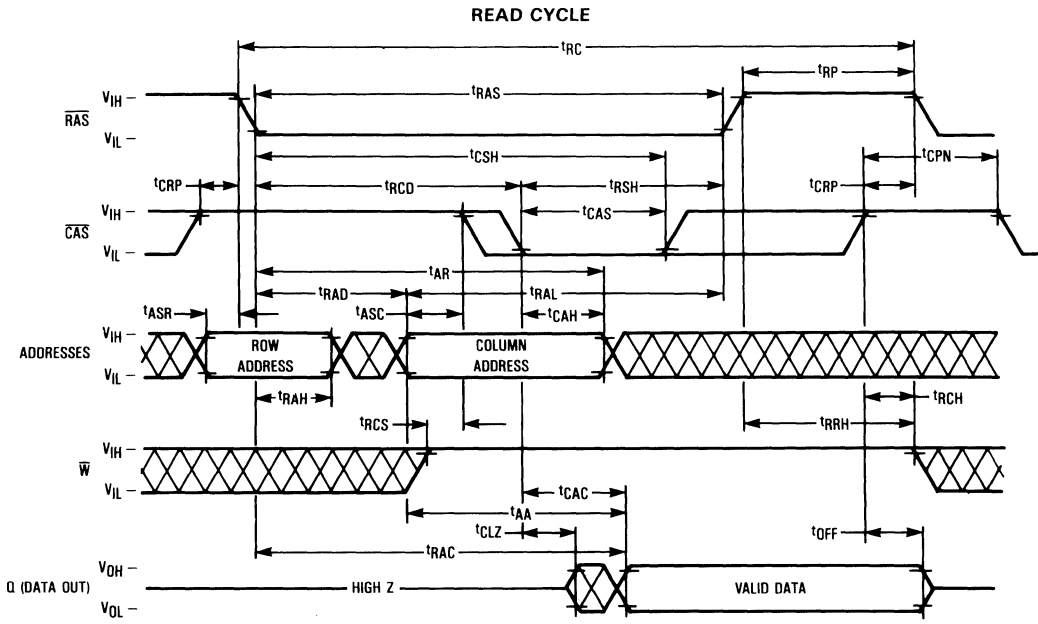 READ CYCLE
tRC
tRP
VIH
tRAS
RAS
VIL
tCSH
tCPN
tCRP
tRCD
tRSH
tCRP
VIH
tCAS
CAS
VIL
tAR
tRAD
tRAL
tASR
tASC
tCAH
VIH
ADDRESSES
ROW
ADDRESS
COLUMN
ADDRESS
VIL
tRAH
tRCH
tRCS
tRRH
VIH
W
VIL
tCAC
tAA
tCLZ
tOFF
tRAC
VOH
Q (DATA OUT)
HIGH Z
VALID DATA
VOL